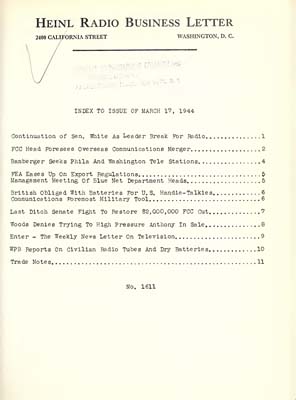 HEINL RADIO BUSINESS LETTER
2400 CALIFORNIA STREET WASHINGTON, D. C.
INDEX TO ISSUE OF MARCH 17, 1944
Continuation of Sen. White As Leader Break For Radio..............1
FCC Head Foresees Overseas Communications Merger..............2
Bamberger Seeks Phila And Washington Tele Stations..............4
FEA Eases Up On Export Regulations..............5
Management Meeting Of Blue Net Department Heads..............5
British Obliged With Batteries For U.S. Handie-Talkies..............6
Communications Foremost Military Tool..............6
Last Ditch Senate Fight To Restore $2,000,000 FCC Cut..............7
Woods Denies Trying To High Pressure Anthony In Sale..............8
Enter - The Weekly News Letter On Television..............9
WPB Reports On Civilian Radio Tubes And Dry Batteries..............10
Trade Notes..............11
No. 1611